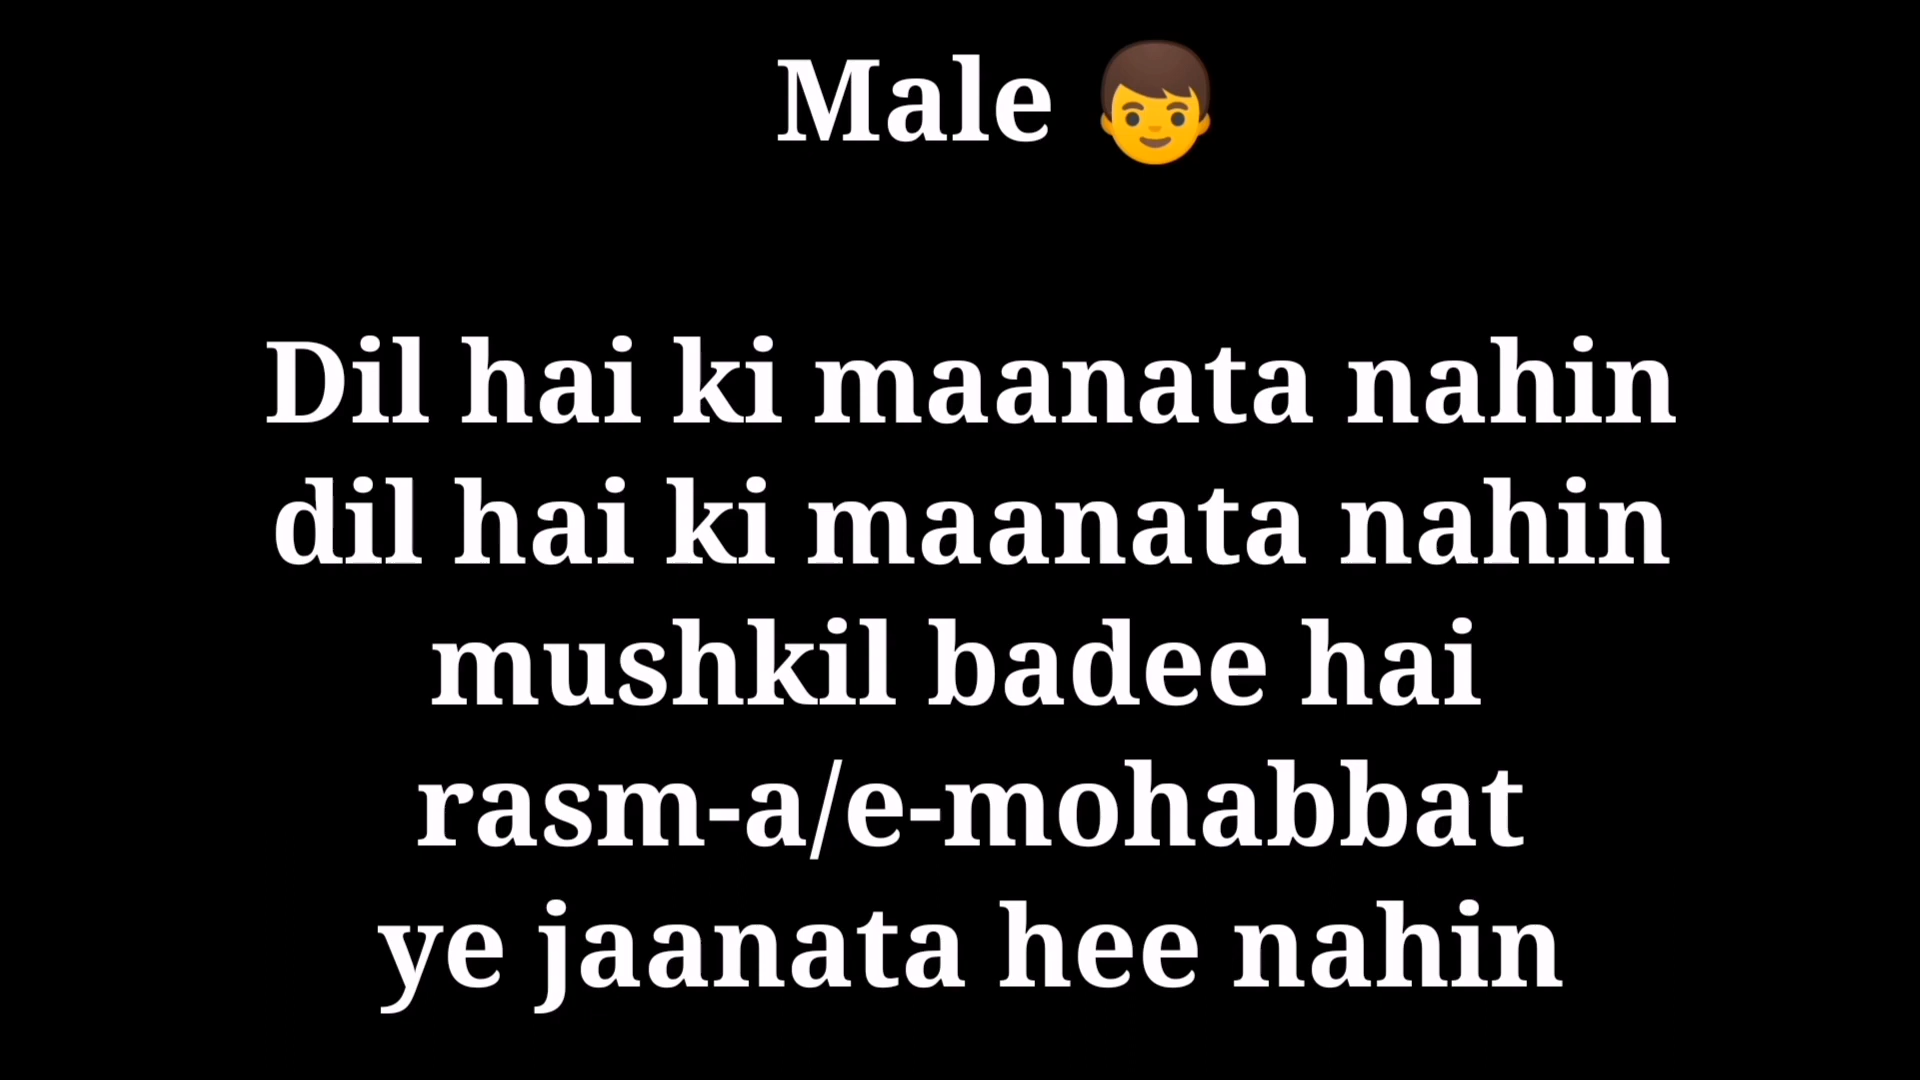 Male 👦
Dil hai ki maanata nahin
dil hai ki maanata nahin
mushkil badee hai
rasm-a/e-mohabbat
ye jaanata hee nahin